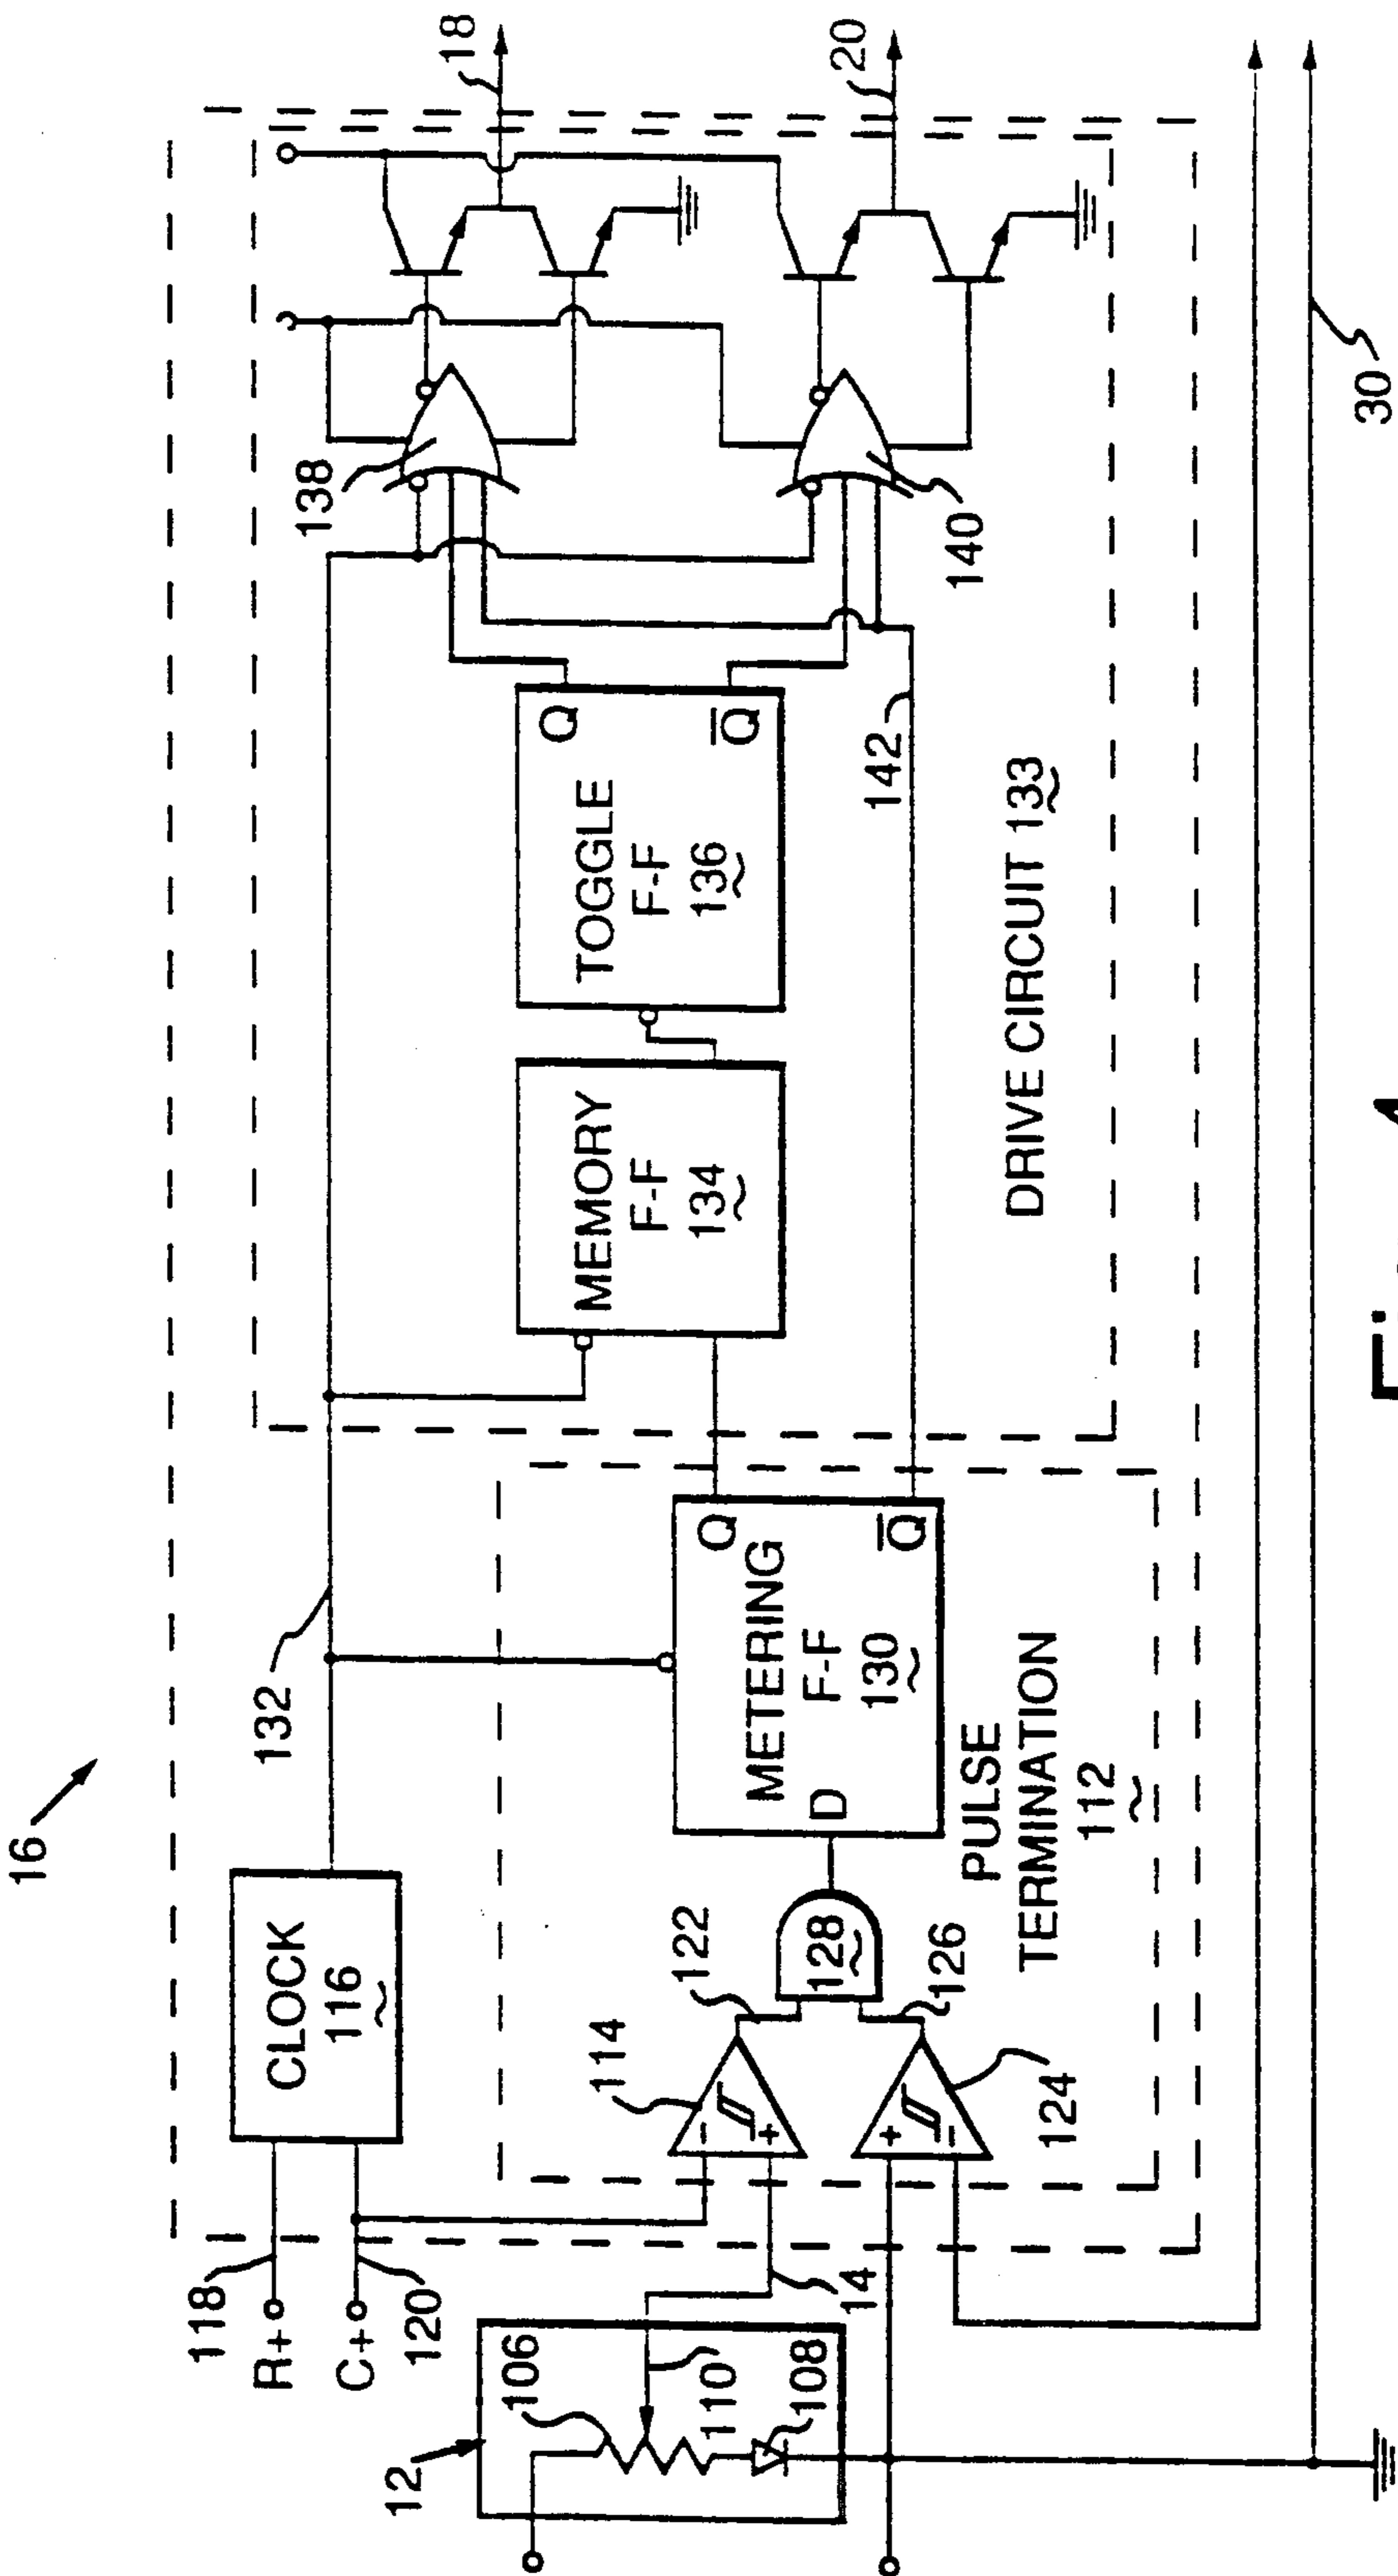 16
CLOCK
116
132
118
R+
C+
120
12
106
110
108
14
114
-
+
122
+
-
124
126
128
METERING
F-F
130
D
Q
Q̅
PULSE
TERMINATION
112
MEMORY
F-F
134
TOGGLE
F-F
136
Q
Q̅
142
DRIVE CIRCUIT 133
138
140
18
20
30